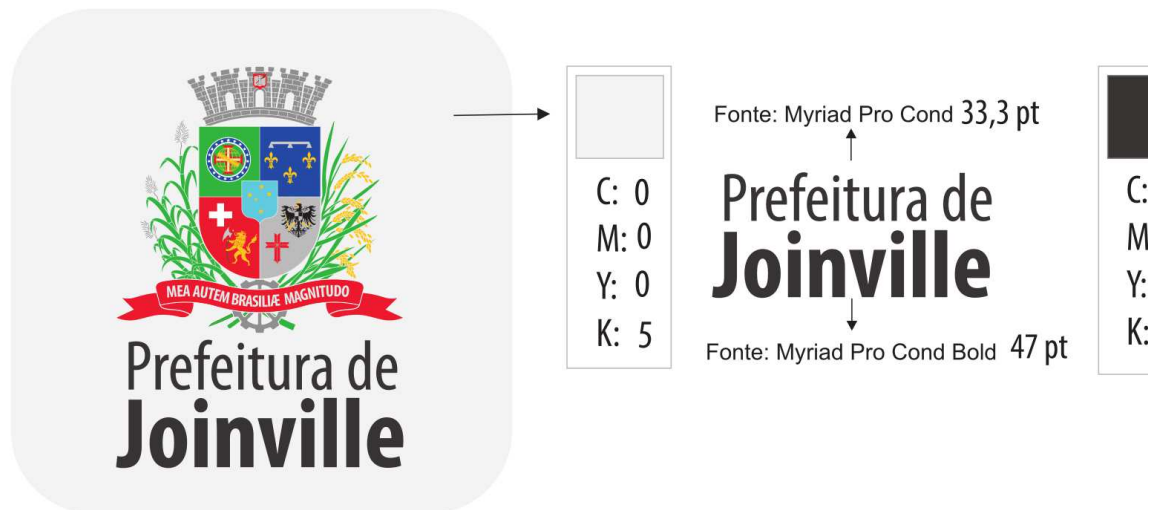 MEA AUTEM BRASILIÆ MAGNITUDO
Prefeitura de
Joinville
C: 0
M: 0
Y: 0
K: 5
Fonte: Myriad Pro Cond 33,3 pt
Prefeitura de
Joinville
Fonte: Myriad Pro Cond Bold 47 pt
C:
M
Y:
K: